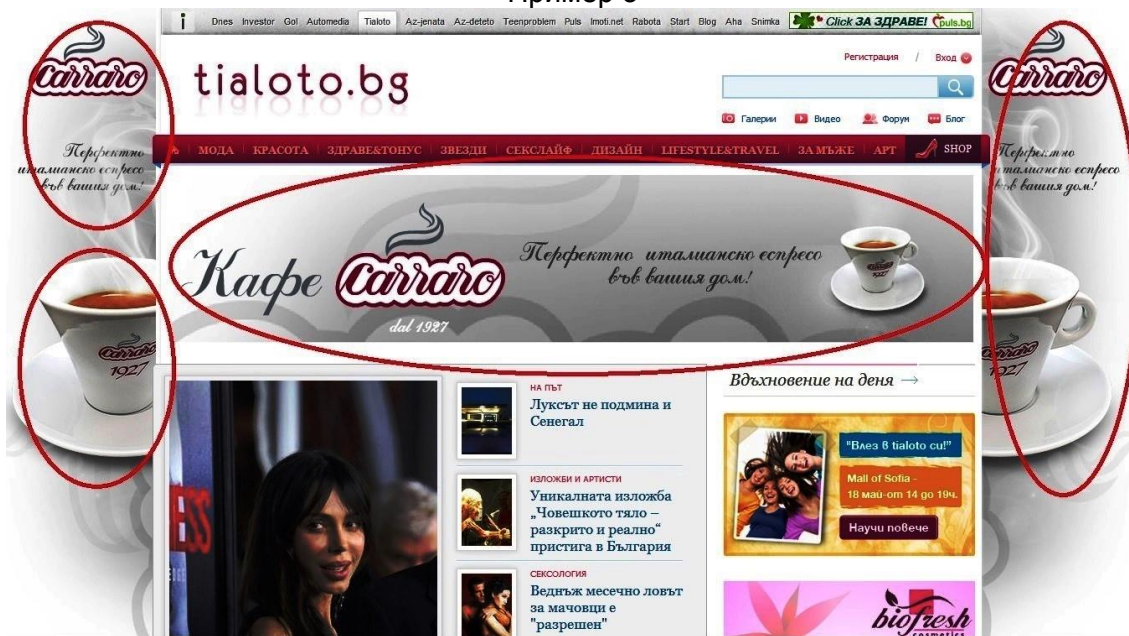 Dnes Investor Gol Automedia Tialoto Az-jenata Az-deteto Teenproblem Puls Imoti.net Rabota Start Blog Aha Snimka Click ЗА ЗДРАВЕ! puls.bg
Carraro
Перфектно
италианско еспресо
във вашия дом!
Carraro
1927
tialoto.bg
Регистрация / Вход
Галерии Видео Форум Блог
МОДА КРАСОТА ЗДРАВЕ&ТОНУС ЗВЕЗДИ СЕКСЛАЙФ ДИЗАЙН LIFESTYLE&TRAVEL ЗА МЪЖЕ АРТ SHOP
Кафе Carraro
dal 1927
Перфектно италианско еспресо
във вашия дом!
Carraro
1927
Carraro
Перфектно
италианско еспресо
във вашия дом!
Carraro
1927
НА ПЪТ
Луксът не подмина и
Сенегал
ИЗЛОЖБИ И АРТИСТИ
Уникалната изложба
„Човешкото тяло –
разкрито и реално“
пристига в България
СЕКСОЛОГИЯ
Веднъж месечно ловът
за мачовци е
"разрешен"
Вдъхновение на деня →
"Влез в tialoto си!"
Mall of Sofia -
18 май-от 14 до 19ч.
Научи повече
biofresh
cosmetics